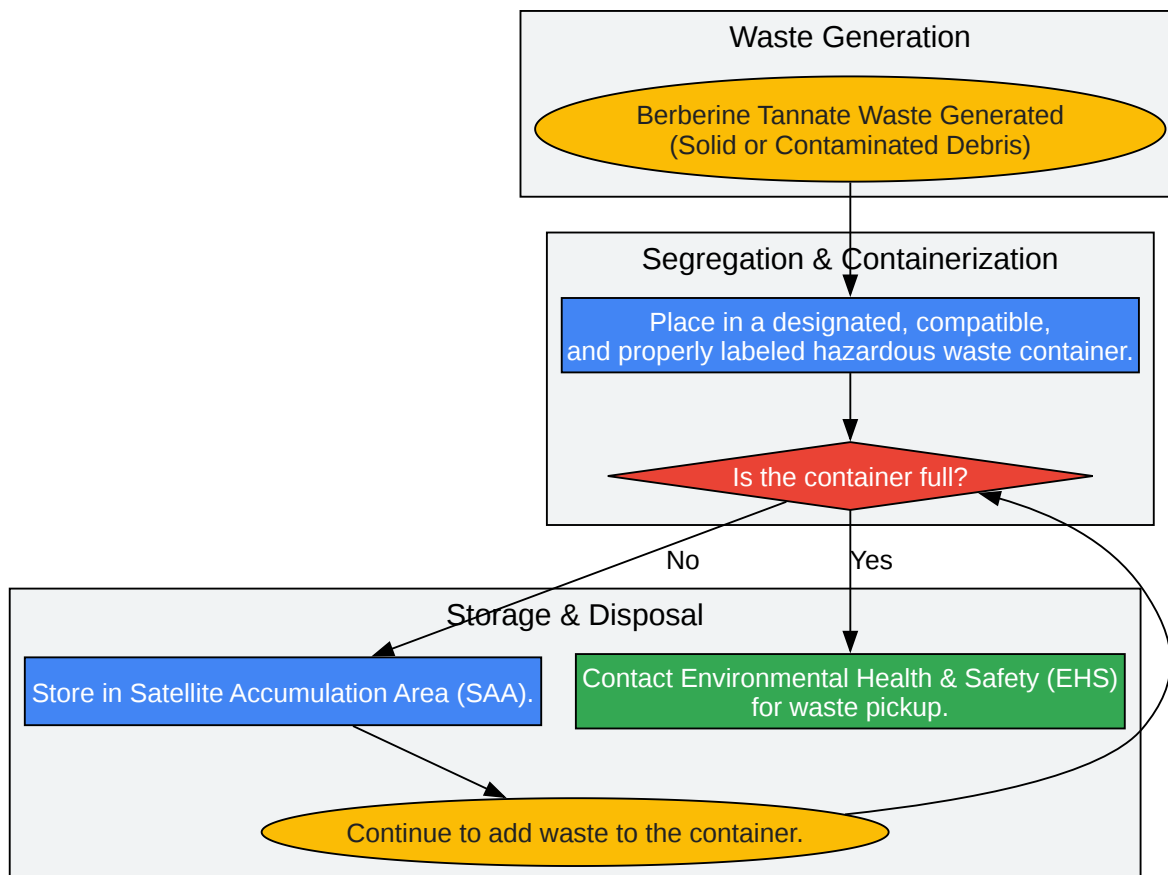 Waste Generation
Berberine Tannate Waste Generated
(Solid or Contaminated Debris)
Segregation & Containerization
Place in a designated, compatible,
and properly labeled hazardous waste container.
Is the container full?
No
Yes
Storage & Disposal
Store in Satellite Accumulation Area (SAA).
Contact Environmental Health & Safety (EHS)
for waste pickup.
Continue to add waste to the container.